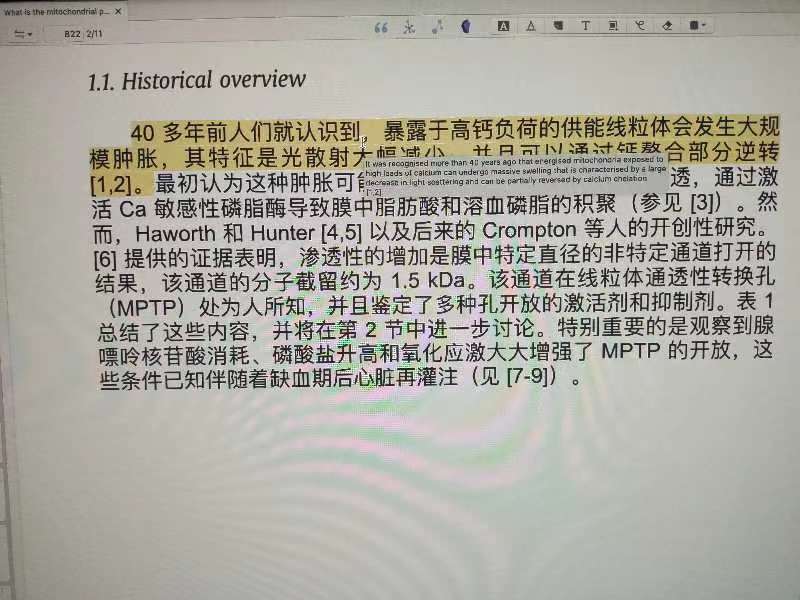 What is the mitochondrial p... ×
B22 2/11
1.1. Historical overview
40 多年前人们就认识到，暴露于高钙负荷的供能线粒体会发生大规
模肿胀，其特征是光散射大幅减少，并且可以通过钙螯合部分逆转
It was recognised more than 40 years ago that energised mitochondria exposed to
high loads of calcium can undergo massive swelling that is characterised by a large
decrease in light scattering and can be partially reversed by calcium chelation
[1,2]
[1,2]。最初认为这种肿胀可 透，通过激
活 Ca 敏感性磷脂酶导致膜中脂肪酸和溶血磷脂的积聚（参见 [3]）。然
而，Haworth 和 Hunter [4,5] 以及后来的 Crompton 等人的开创性研究。
[6] 提供的证据表明，渗透性的增加是膜中特定直径的非特定通道打开的
结果，该通道的分子截留约为 1.5 kDa。该通道在线粒体通透性转换孔
（MPTP）处为人所知，并且鉴定了多种孔开放的激活剂和抑制剂。表 1
总结了这些内容，并将在第 2 节中进一步讨论。特别重要的是观察到腺
嘌呤核苷酸消耗、磷酸盐升高和氧化应激大大增强了 MPTP 的开放，这
些条件已知伴随着缺血期后心脏再灌注（见 [7-9]）。